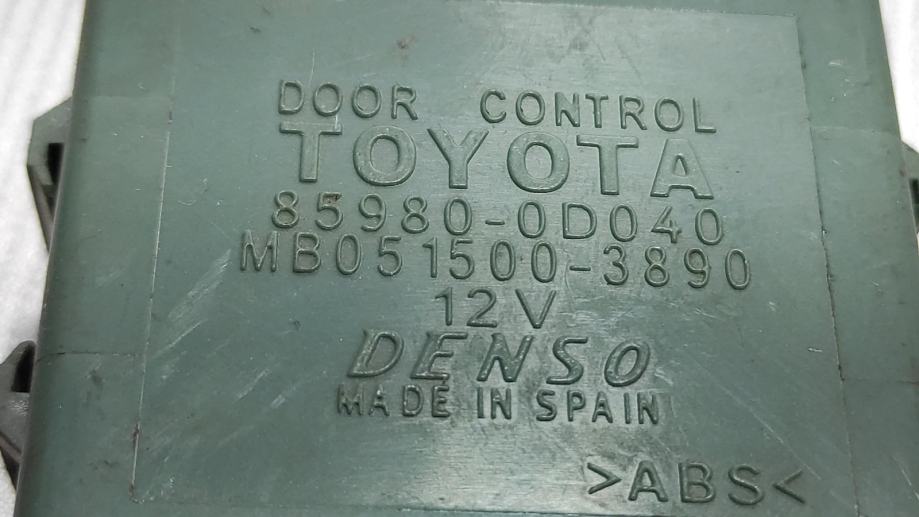 DOOR CONTROL
TOYOTA
85980-0D040
MB051500-3890
12V
DENSO
MADE IN SPAIN
>ABS<